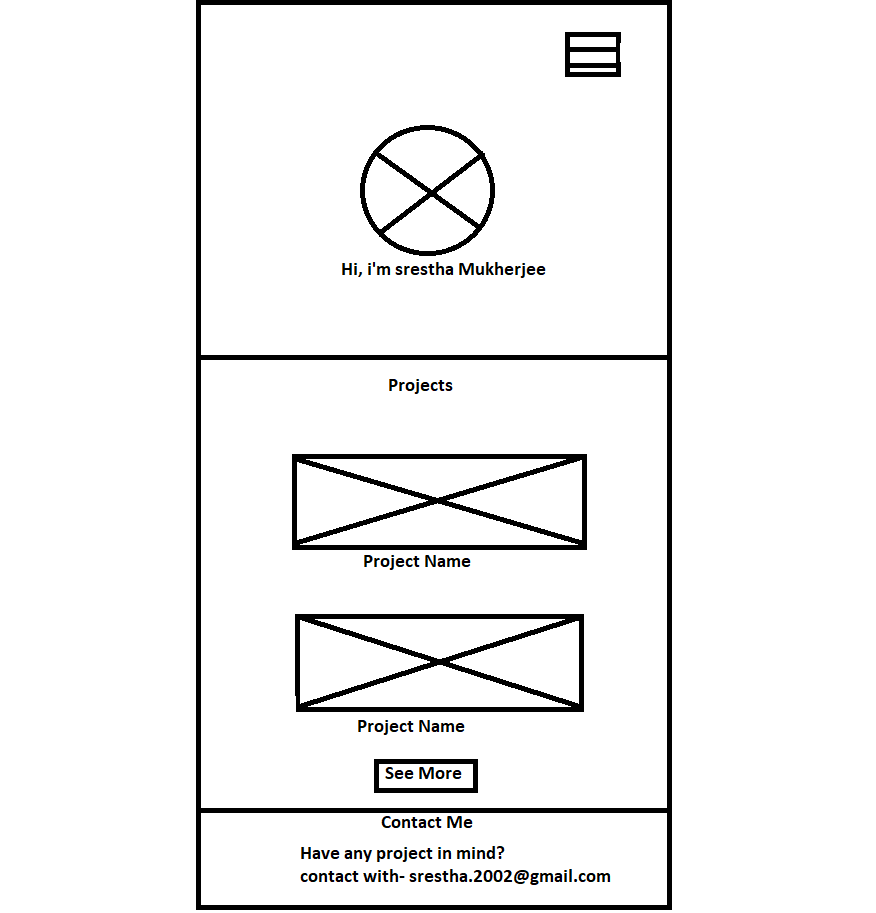 Hi, i'm srestha Mukherjee
Projects
Project Name
Project Name
See More
Contact Me
Have any project in mind?
contact with- srestha.2002@gmail.com